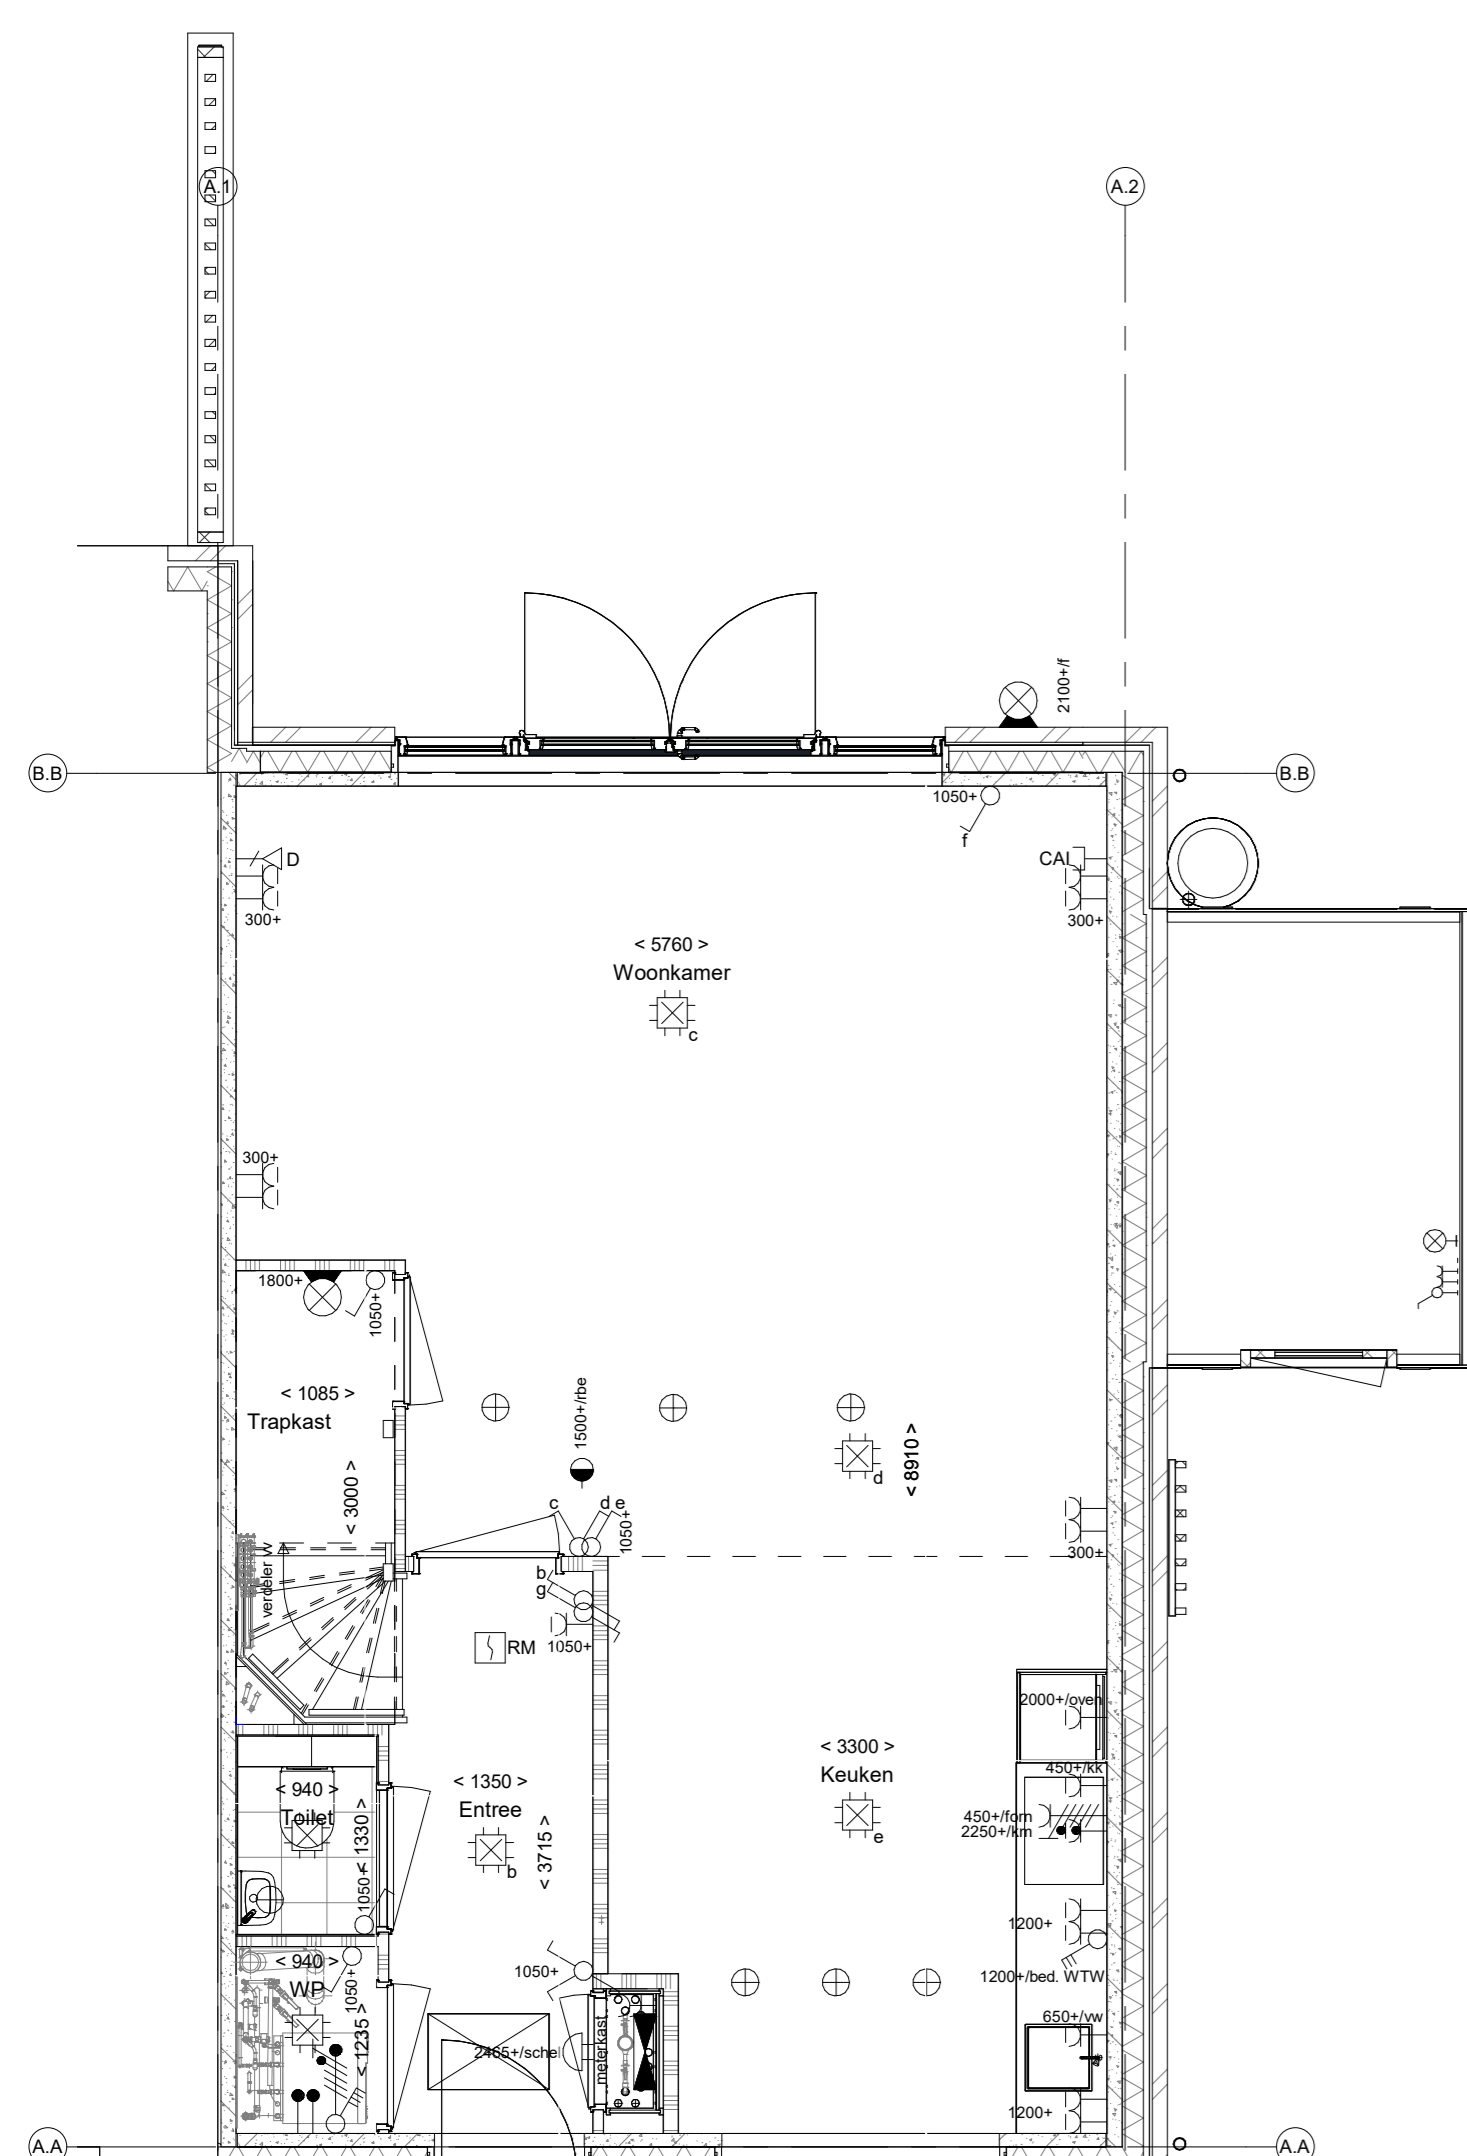 A.1
A.2
2100+/f
B.B
B.B
1050+
f
D
CAI
300+
300+
< 5760 >
Woonkamer
c
300+
1800+
1050+
< 1085 >
Trapkast
1500+/rbe
d
< 8910 >
< 3000 >
c
d e
1050+
300+
verdeler vv
b
g
1050+
RM
2000+/oven
< 3300 >
Keuken
450+/kk
< 940 >
Toilet
< 1350 >
Entree
< 1330 >
< 3715 >
450+/forn
2250+/km
e
b
1050+
1200+
< 940 >
WP
1050+
1050+
1200+/bed. WTW
650+/vw
< 1235 >
2465+/schel
meterkast
1200+
A.A
A.A